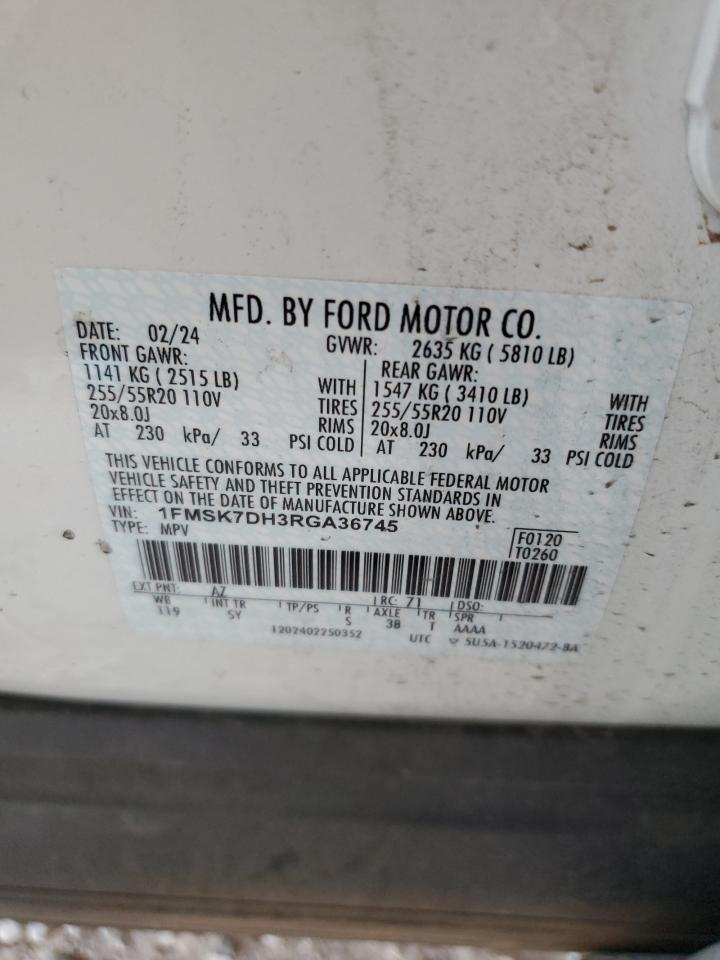 MFD. BY FORD MOTOR CO.
DATE: 02/24 GVWR: 2635 KG ( 5810 LB)
FRONT GAWR: REAR GAWR:
1141 KG ( 2515 LB) WITH 1547 KG ( 3410 LB) WITH
255/55R20 110V TIRES 255/55R20 110V TIRES
20x8.0J RIMS 20x8.0J RIMS
AT 230 kPa/ 33 PSI COLD AT 230 kPa/ 33 PSI COLD
THIS VEHICLE CONFORMS TO ALL APPLICABLE FEDERAL MOTOR
VEHICLE SAFETY AND THEFT PREVENTION STANDARDS IN
EFFECT ON THE DATE OF MANUFACTURE SHOWN ABOVE.
VIN: 1FMSK7DH3RGA36745
TYPE: MPV
F0120
T0260
EXT PNT: AZ RC: 71 DSO:
WB INT TR TP/PS R AXLE TR SPR
119 SY S 3B T AAAA
1202402250352 UTC 5U5A-1520472-BA